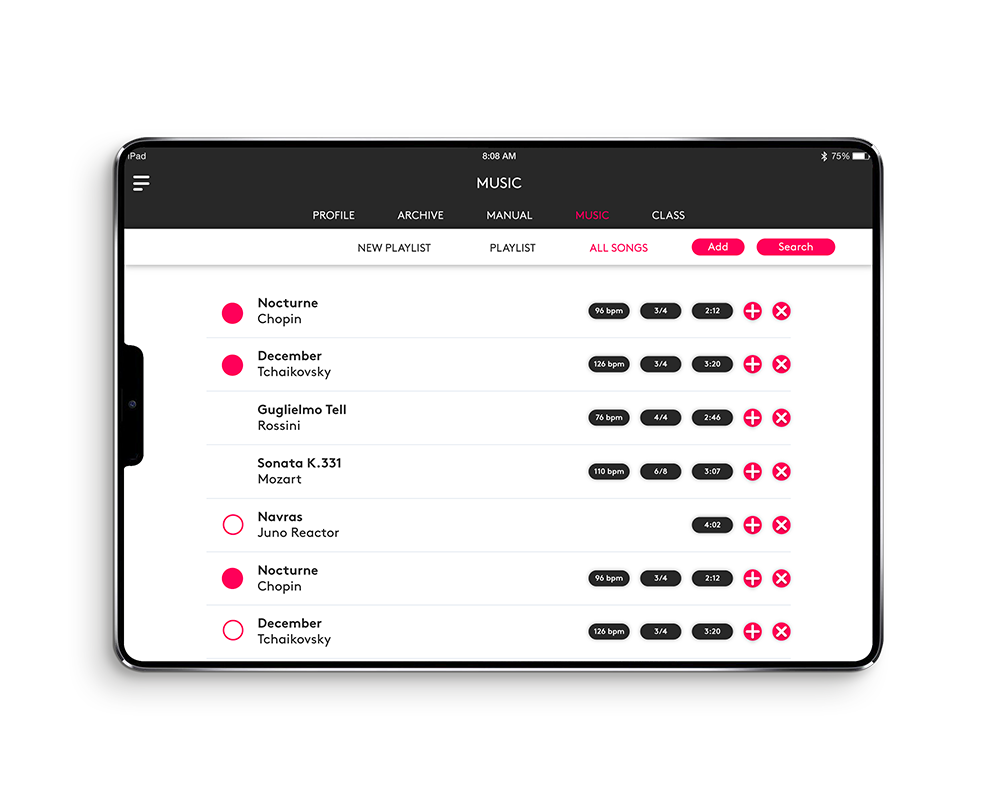 iPad 8:08 AM 75%
MUSIC
PROFILE ARCHIVE MANUAL MUSIC CLASS
NEW PLAYLIST PLAYLIST ALL SONGS Add Search
Nocturne
Chopin
96 bpm 3/4 2:12
December
Tchaikovsky
126 bpm 3/4 3:20
Guglielmo Tell
Rossini
76 bpm 4/4 2:46
Sonata K.331
Mozart
110 bpm 6/8 3:07
Navras
Juno Reactor
4:02
Nocturne
Chopin
96 bpm 3/4 2:12
December
Tchaikovsky
126 bpm 3/4 3:20